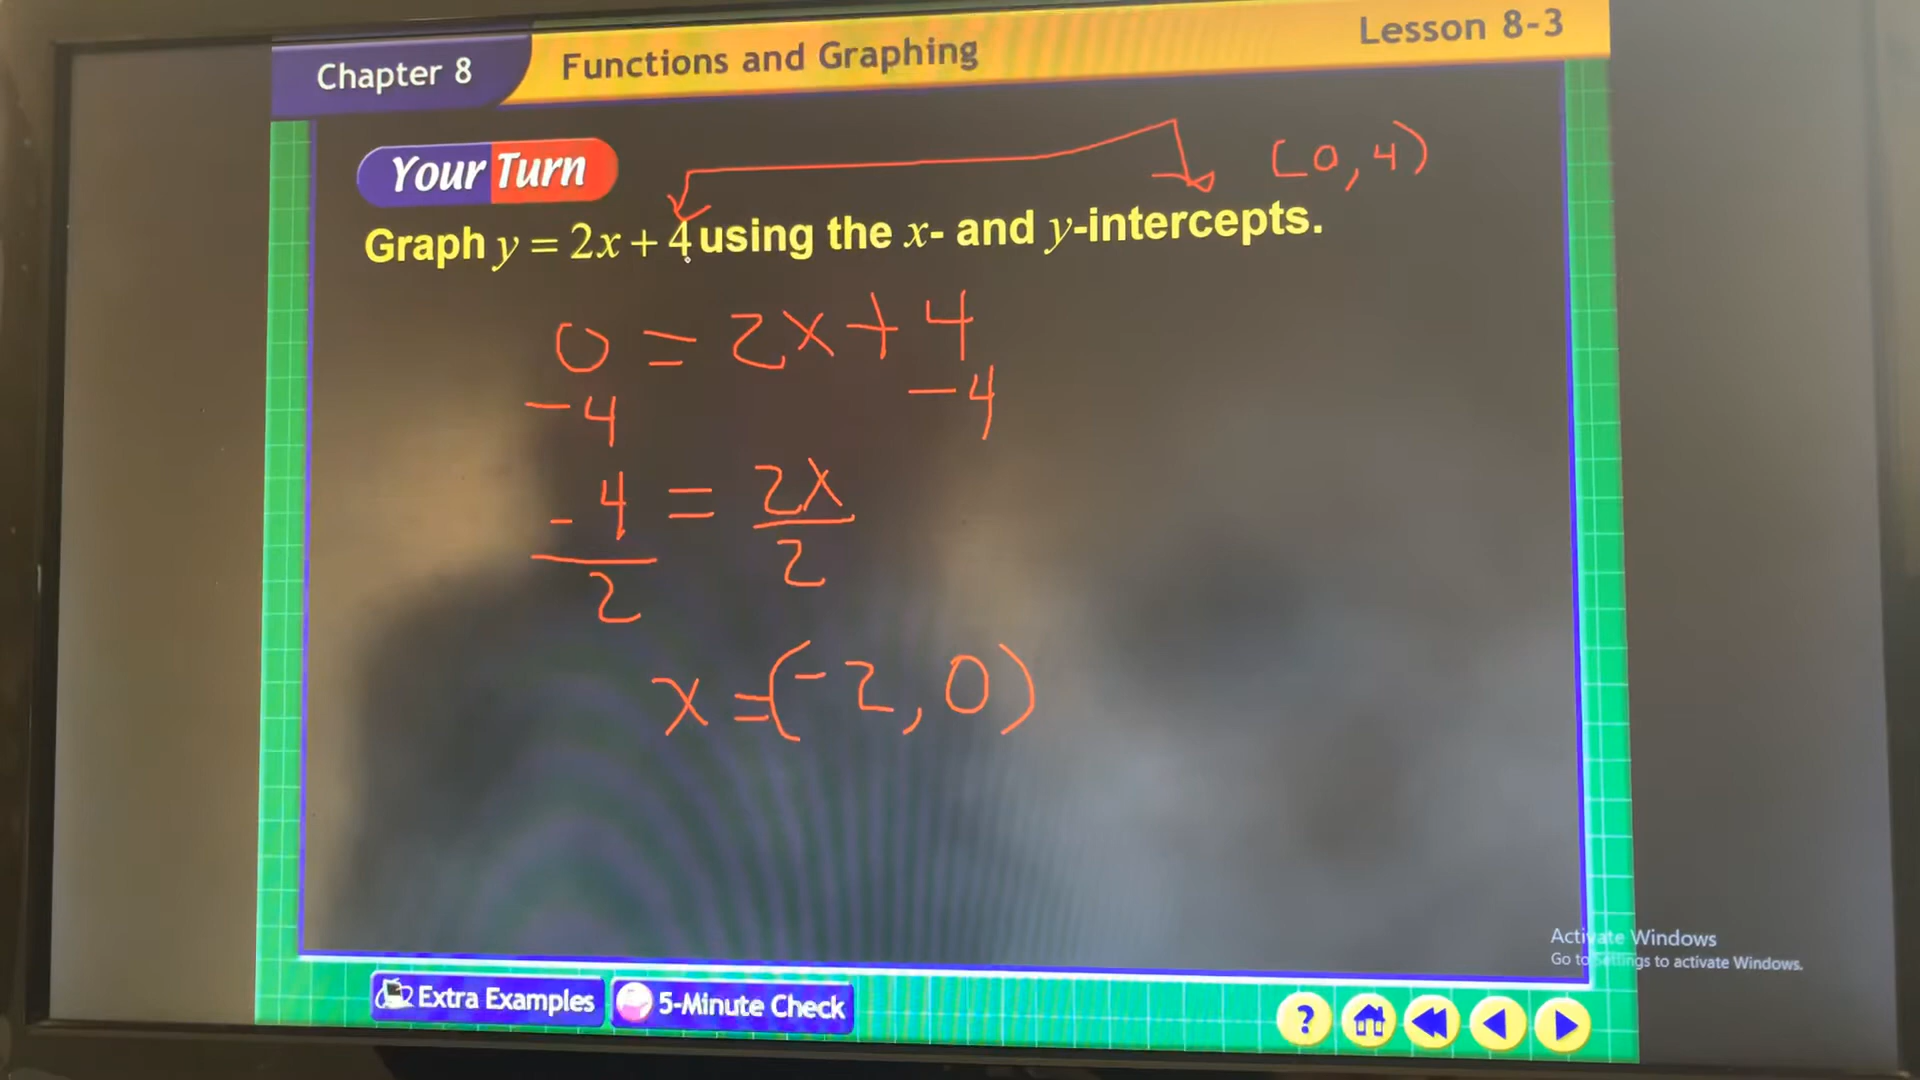 Chapter 8
Functions and Graphing
Lesson 8-3
Your Turn
(0, 4)
Graph y = 2x + 4 using the x- and y-intercepts.
0 = 2x + 4
-4 -4
-4 = 2x
2 2
x = (-2, 0)
Activate Windows
Go to Settings to activate Windows.
Extra Examples
5-Minute Check
?